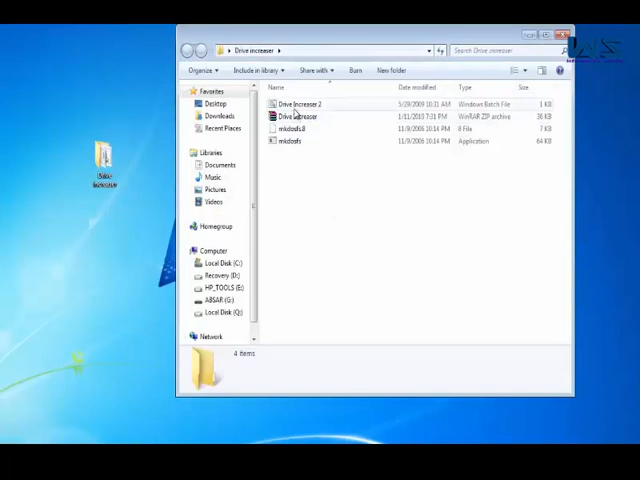 Drive increaser
Search Drive increaser
Organize
Include in library
Share with
Burn
New folder
Name
Date modified
Type
Size
Favorites
Desktop
Downloads
Recent Places
Libraries
Documents
Music
Pictures
Videos
Homegroup
Computer
Local Disk (C:)
Recovery (D:)
HP_TOOLS (E:)
ABSAR (G:)
Local Disk (Q:)
Network
Drive Increaser 2
5/29/2009 10:31 AM
Windows Batch File
1 KB
Drive Increaser
1/11/2013 7:31 PM
WinRAR ZIP archive
36 KB
mkdosfs.8
11/9/2006 10:14 PM
8 File
7 KB
mkdosfs
11/9/2006 10:14 PM
Application
64 KB
4 items
Drive
increaser